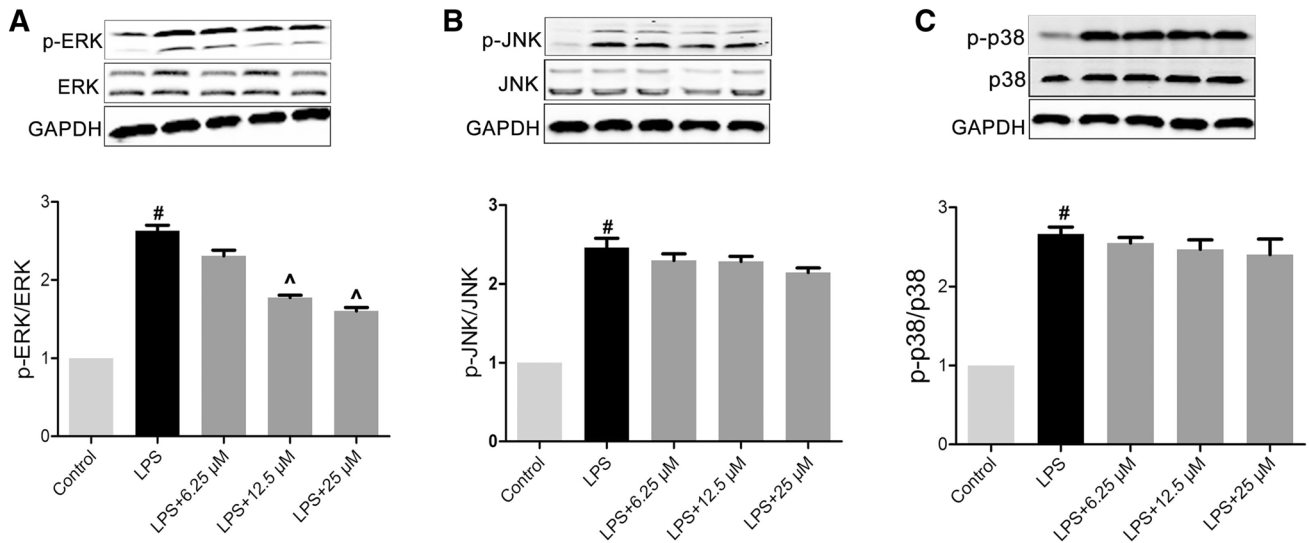 A
p-ERK
ERK
GAPDH
#
^
^
3
2
1
0
p-ERK/ERK
Control
LPS
LPS+6.25 μM
LPS+12.5 μM
LPS+25 μM
B
p-JNK
JNK
GAPDH
#
3
2
1
0
p-JNK/JNK
Control
LPS
LPS+6.25 μM
LPS+12.5 μM
LPS+25 μM
C
p-p38
p38
GAPDH
#
3
2
1
0
p-p38/p38
Control
LPS
LPS+6.25 μM
LPS+12.5 μM
LPS+25 μM